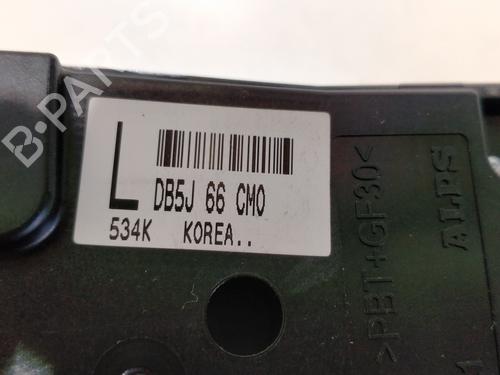 B-PARTS
L
DB5J 66 CM0
534K KOREA..
>PBT+GF30<
ALPS